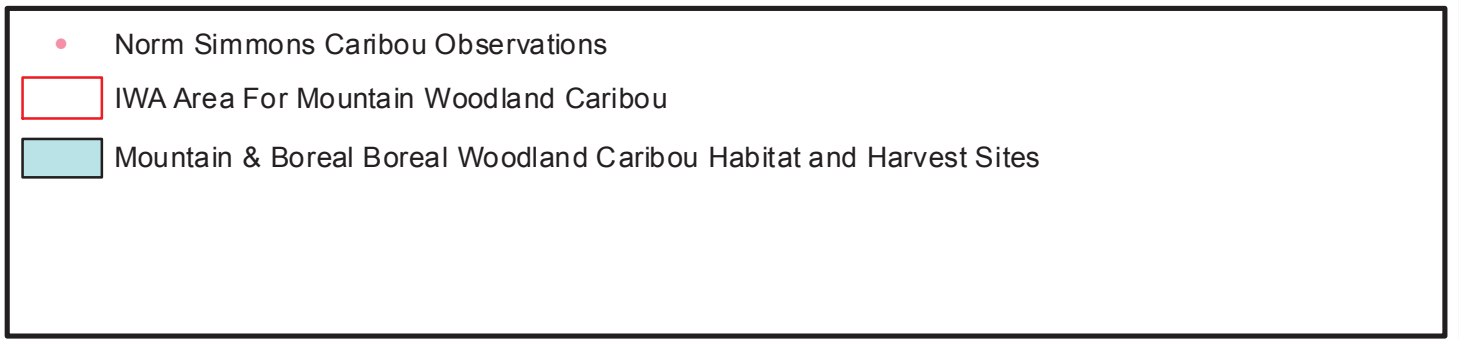 Norm Simmons Caribou Observations
IWA Area For Mountain Woodland Caribou
Mountain & Boreal Boreal Woodland Caribou Habitat and Harvest Sites